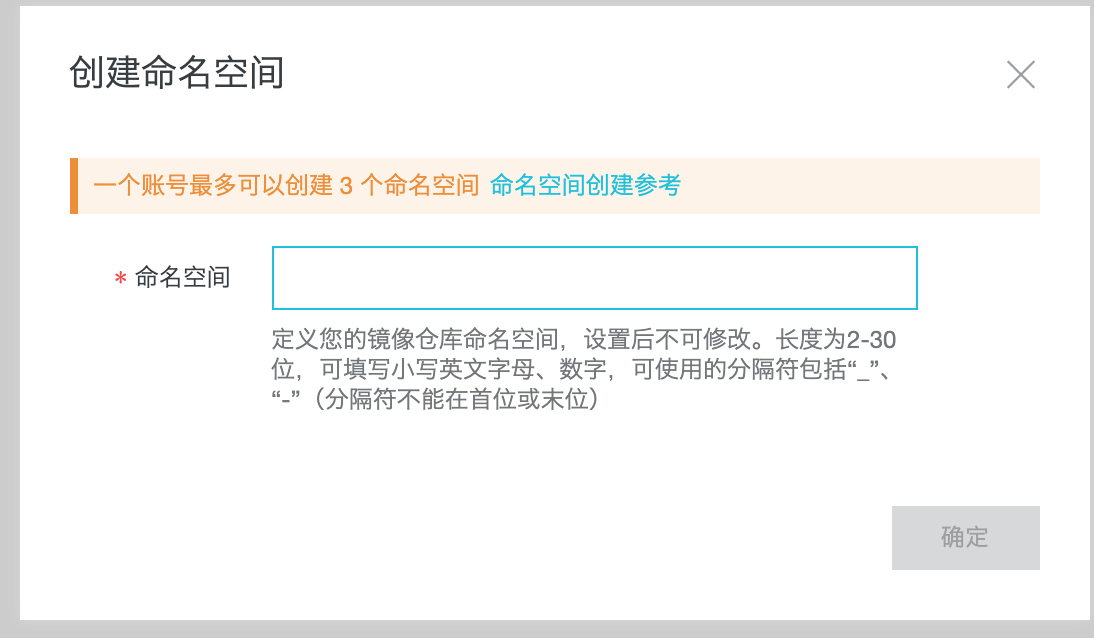 创建命名空间
一个账号最多可以创建 3 个命名空间 命名空间创建参考
* 命名空间
定义您的镜像仓库命名空间，设置后不可修改。长度为2-30
位，可填写小写英文字母、数字，可使用的分隔符包括“_”、
“-”（分隔符不能在首位或末位）
确定